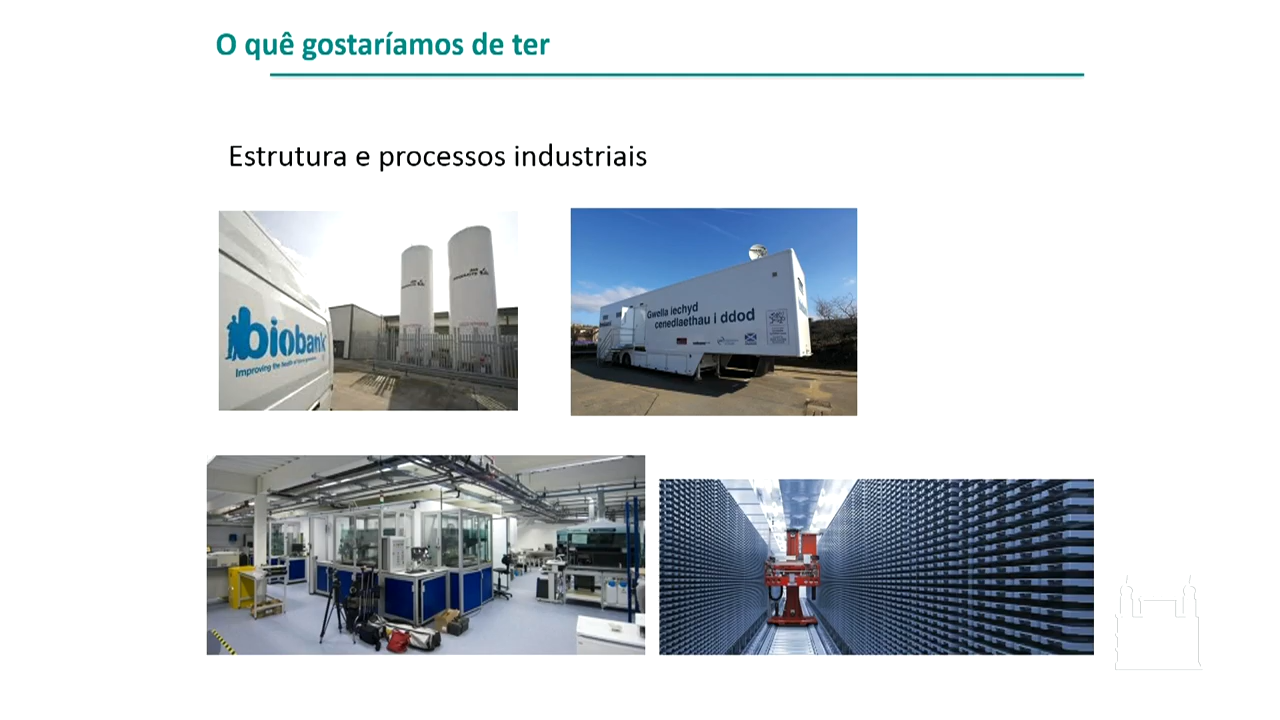 O quê gostaríamos de ter
Estrutura e processos industriais
biobank
Improving the health of future generations
Gwella iechyd
cenedlaethau i ddod